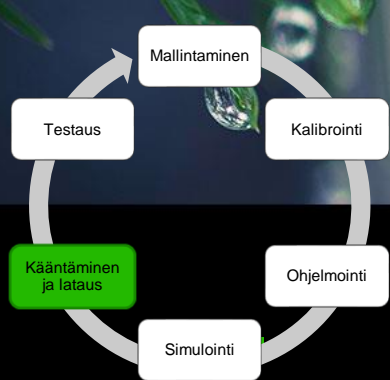 Mallintaminen
Kalibrointi
Ohjelmointi
Simulointi
Kääntäminen
ja lataus
Testaus